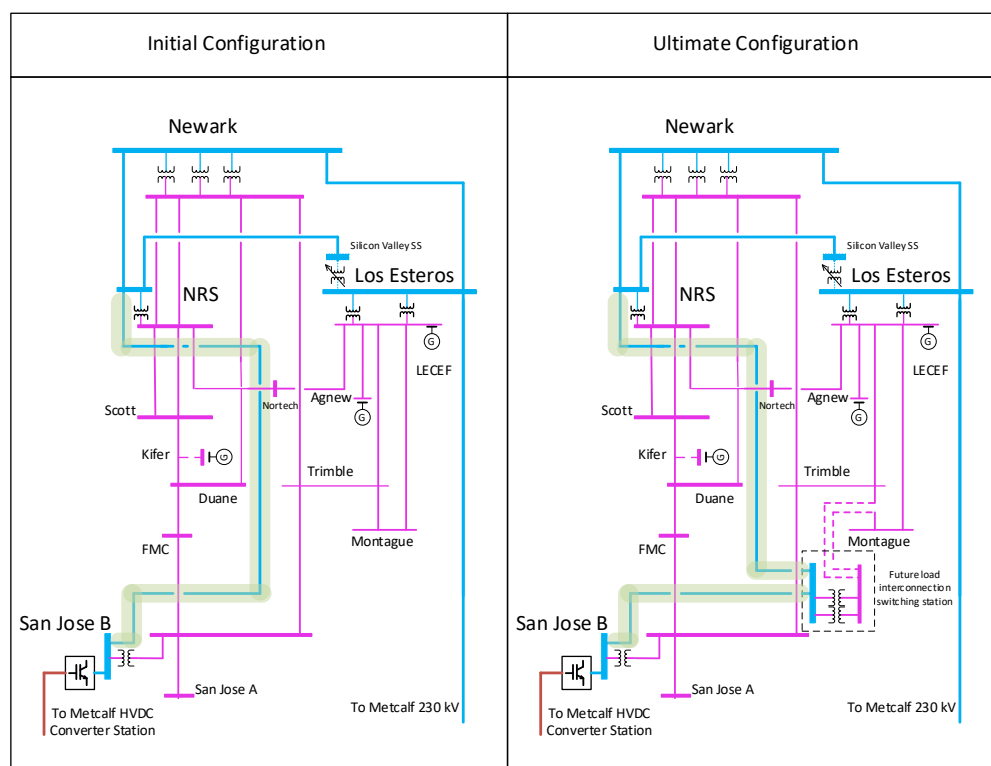 Initial Configuration
Ultimate Configuration
Newark
Silicon Valley SS
Los Esteros
NRS
G
LECEF
Agnew
Nortech
Scott
G
Kifer
G
Trimble
Duane
Montague
FMC
San Jose B
San Jose A
To Metcalf HVDC
Converter Station
To Metcalf 230 kV
Newark
Silicon Valley SS
Los Esteros
NRS
G
LECEF
Agnew
Nortech
Scott
G
Kifer
G
Trimble
Duane
Montague
FMC
Future load
interconnection
switching station
San Jose B
San Jose A
To Metcalf HVDC
Converter Station
To Metcalf 230 kV